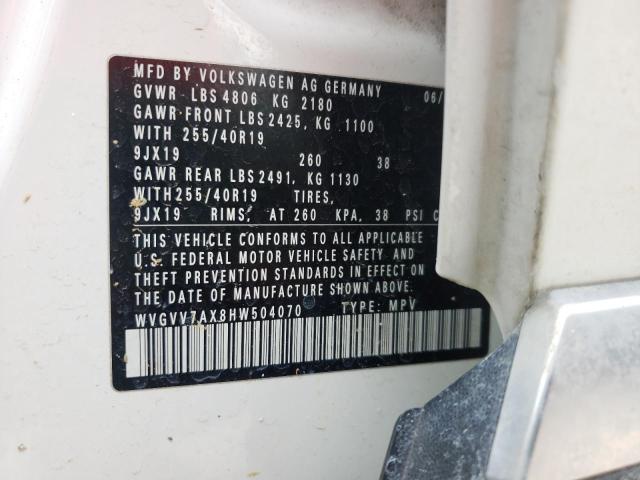 MFD BY VOLKSWAGEN AG GERMANY 06/
GVWR LBS 4806 KG 2180
GAWR FRONT LBS 2425, KG 1100
WITH 255/40R19
9JX19 260 38
GAWR REAR LBS 2491, KG 1130
WITH 255/40R19 TIRES,
9JX19 RIMS, AT 260 KPA, 38 PSI C
THIS VEHICLE CONFORMS TO ALL APPLICABLE
U.S. FEDERAL MOTOR VEHICLE SAFETY AND
THEFT PREVENTION STANDARDS IN EFFECT ON
THE DATE OF MANUFACTURE SHOWN ABOVE.
WVGVV7AX8HW504070 TYPE: MPV